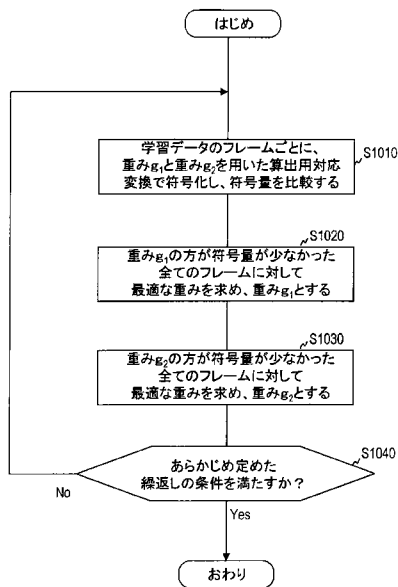 はじめ
S1010
学習データのフレームごとに、
重みg₁と重みg₂を用いた算出用対応
変換で符号化し、符号量を比較する
S1020
重みg₁の方が符号量が少なかった
全てのフレームに対して
最適な重みを求め、重みg₁とする
S1030
重みg₂の方が符号量が少なかった
全てのフレームに対して
最適な重みを求め、重みg₂とする
S1040
あらかじめ定めた
繰返しの条件を満たすか？
No
Yes
おわり